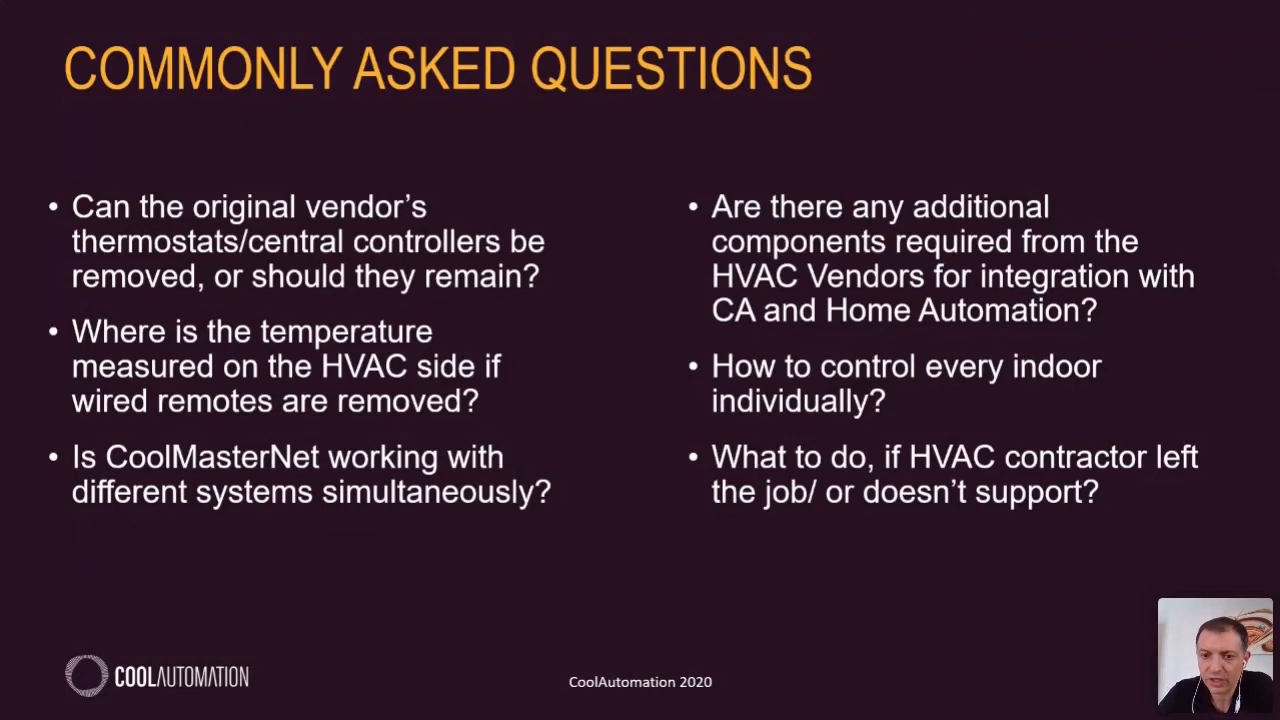 COMMONLY ASKED QUESTIONS
• Can the original vendor’s
thermostats/central controllers be
removed, or should they remain?
• Where is the temperature
measured on the HVAC side if
wired remotes are removed?
• Is CoolMasterNet working with
different systems simultaneously?
• Are there any additional
components required from the
HVAC Vendors for integration with
CA and Home Automation?
• How to control every indoor
individually?
• What to do, if HVAC contractor left
the job/ or doesn’t support?
COOLAUTOMATION
CoolAutomation 2020